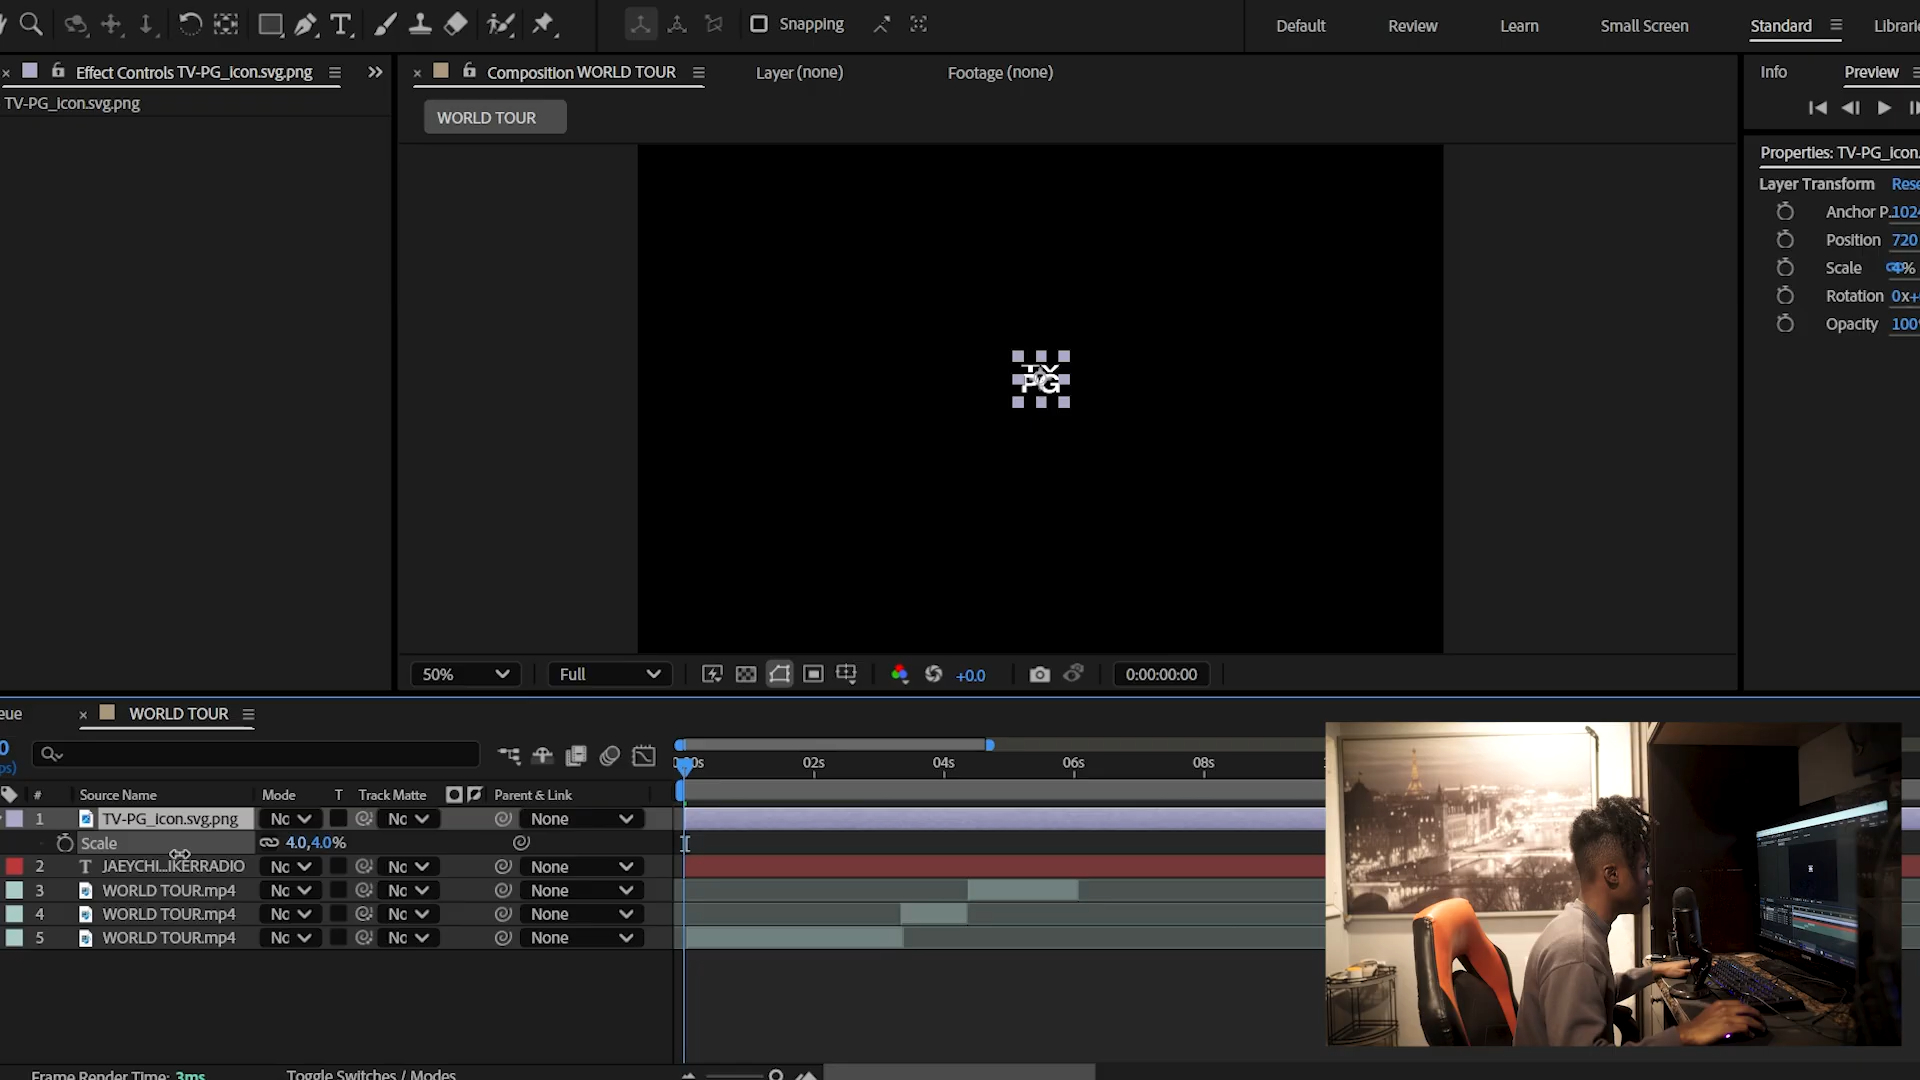 Snapping
Default
Review
Learn
Small Screen
Standard
Effect Controls TV-PG_icon.svg.png
Composition WORLD TOUR
Layer (none)
Footage (none)
Info
Preview
TV-PG_icon.svg.png
WORLD TOUR
Properties: TV-PG_icon.
Layer Transform
Anchor P.
Position
720
Scale
4%
Rotation
0x+
Opacity
100
TV
PG
50%
Full
+0.0
0:00:00:00
WORLD TOUR
02s
04s
06s
08s
#
Source Name
Mode
T
Track Matte
Parent & Link
1
TV-PG_icon.svg.png
None
Scale
4.0,4.0%
2
T
JAEYCHI...IKERRADIO
None
3
WORLD TOUR.mp4
None
4
WORLD TOUR.mp4
None
5
WORLD TOUR.mp4
None
Frame Render Time: 3ms
Toggle Switches / Modes